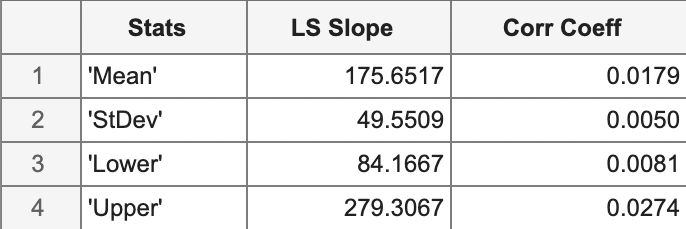 Stats LS Slope Corr Coeff
1 'Mean' 175.6517 0.0179
2 'StDev' 49.5509 0.0050
3 'Lower' 84.1667 0.0081
4 'Upper' 279.3067 0.0274